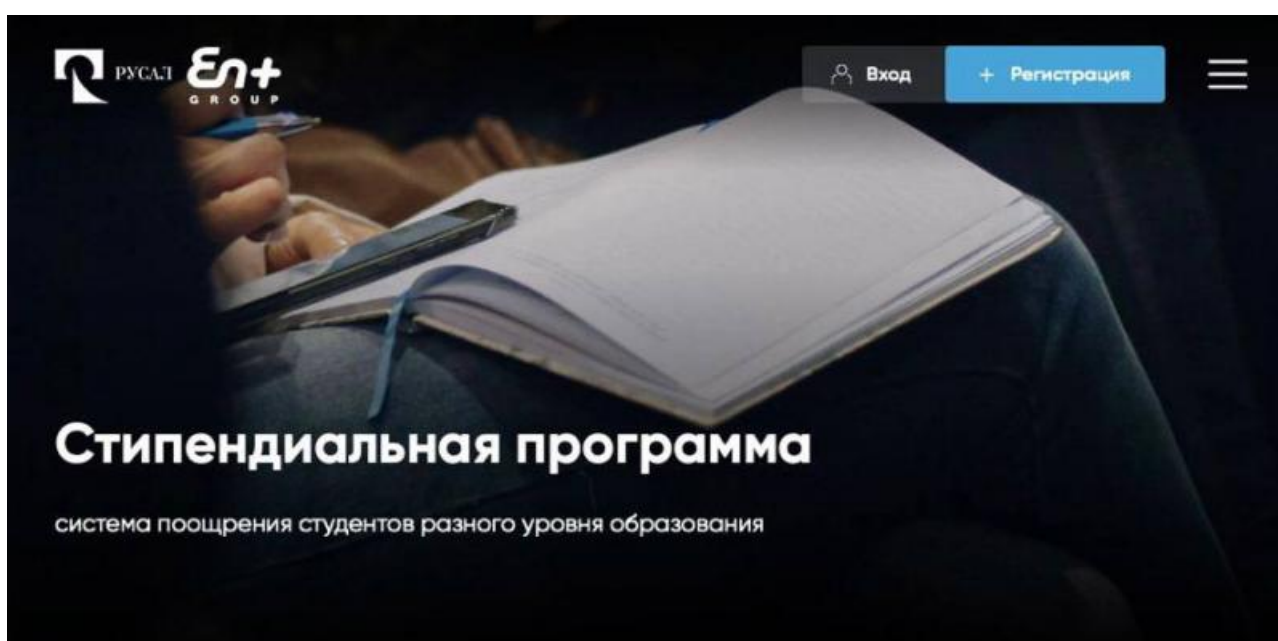 РУСАЛ
En+
GROUP
Вход
+ Регистрация
Стипендиальная программа
система поощрения студентов разного уровня образования